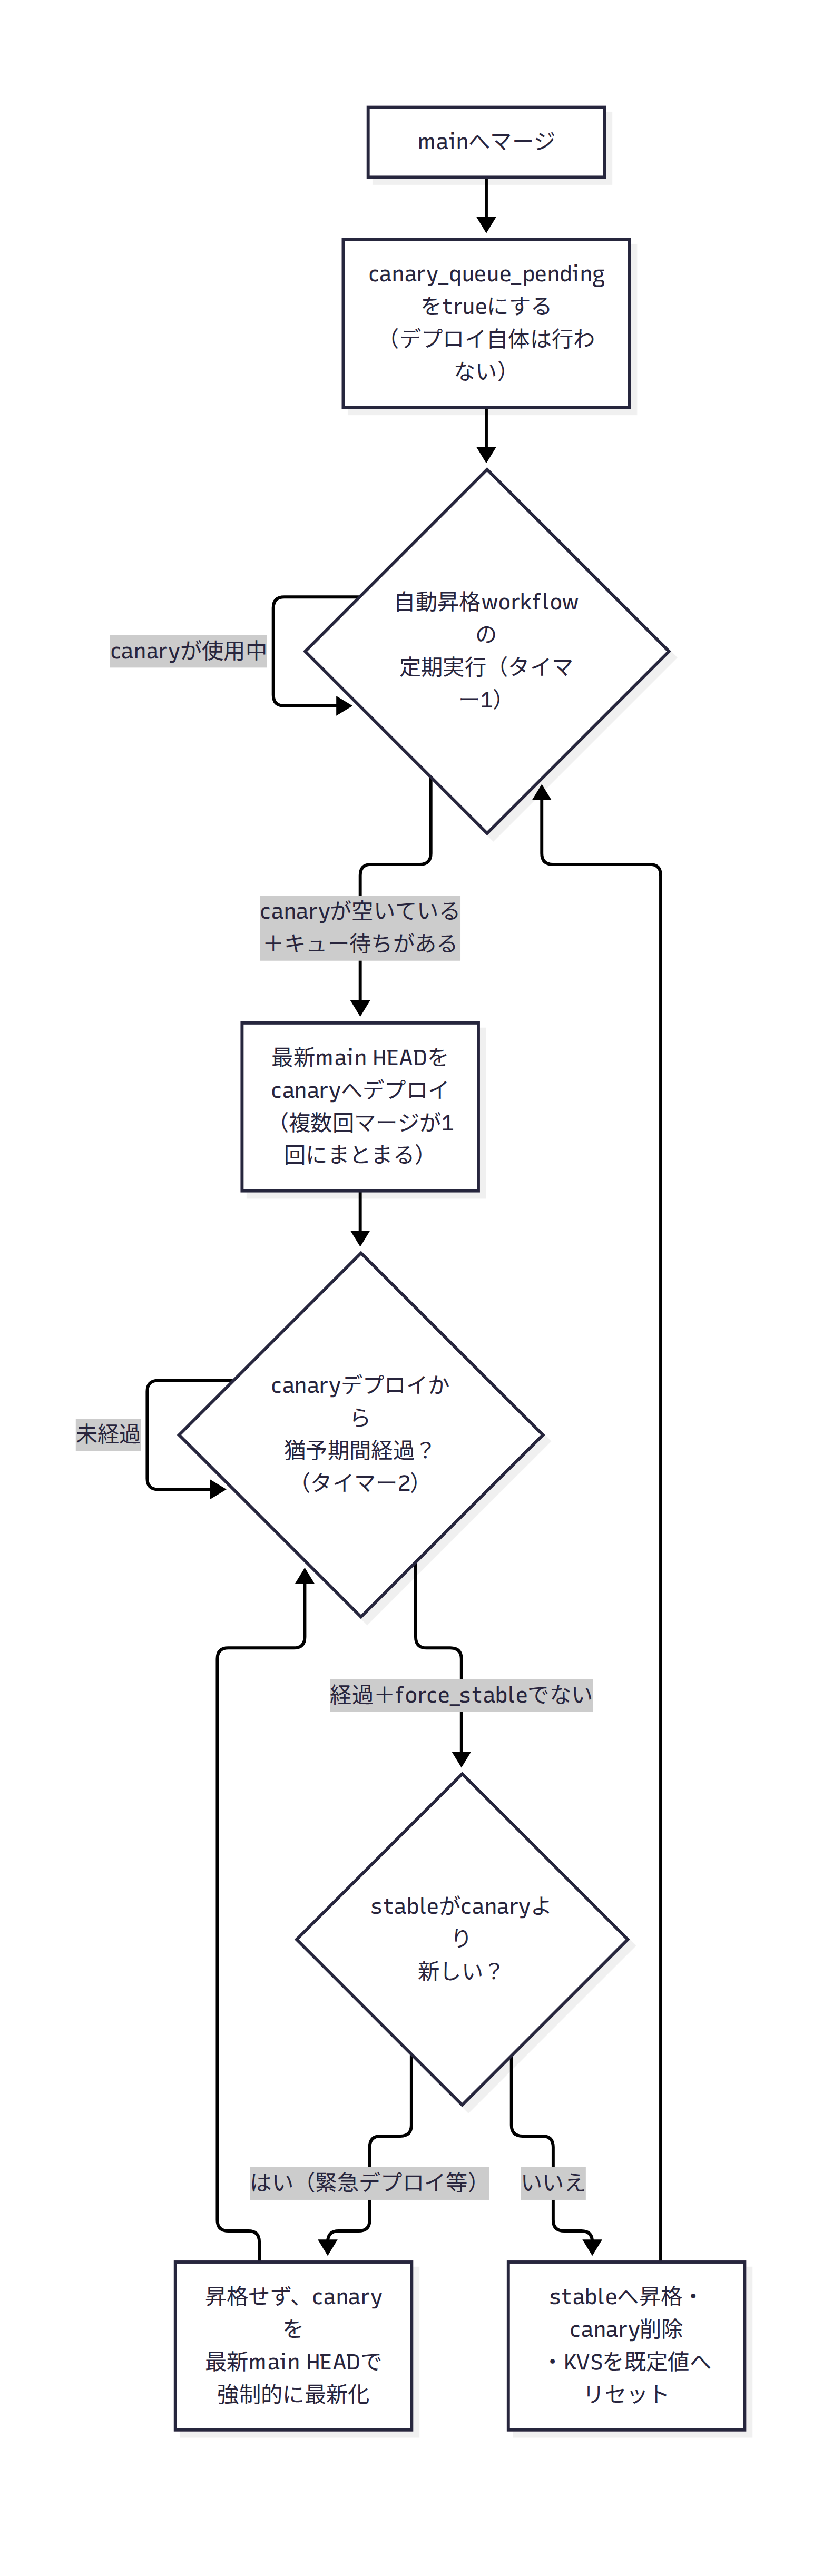 mainへマージ
canary_queue_pending
をtrueにする
（デプロイ自体は行わ
ない）
自動昇格workflow
の
定期実行（タイマ
ー1）
canaryが使用中
canaryが空いている
＋キュー待ちがある
最新main HEADを
canaryへデプロイ
（複数回マージが1
回にまとまる）
canaryデプロイか
ら
猶予期間経過？
（タイマー2）
未経過
経過＋force_stableでない
stableがcanaryよ
り
新しい？
はい（緊急デプロイ等）
いいえ
昇格せず、canary
を
最新main HEADで
強制的に最新化
stableへ昇格・
canary削除
・KVSを既定値へ
リセット